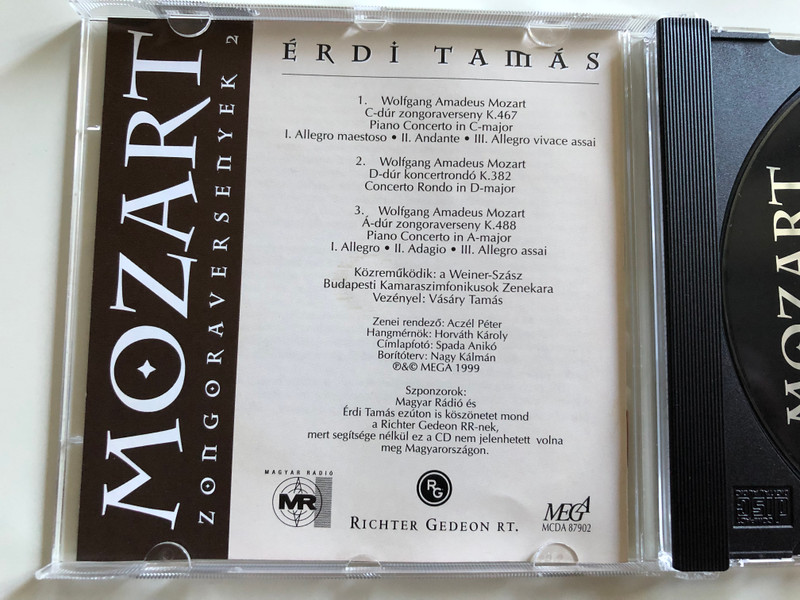 MOZART
ZONGORAVERSENYEK 2
ÉRDİ TAMÁS
1. Wolfgang Amadeus Mozart
C-dúr zongoraverseny K.467
Piano Concerto in C-major
I. Allegro maestoso • II. Andante • III. Allegro vivace assai
2. Wolfgang Amadeus Mozart
D-dúr koncertrondó K.382
Concerto Rondo in D-major
3. Wolfgang Amadeus Mozart
Á-dúr zongoraverseny K.488
Piano Concerto in A-major
I. Allegro • II. Adagio • III. Allegro assai
Közreműködik: a Weiner-Szász
Budapesti Kamaraszimfonikusok Zenekara
Vezényel: Vásáry Tamás
Zenei rendező: Aczél Péter
Hangmérnök: Horváth Károly
Címlapfotó: Spada Anikó
Borítóterv: Nagy Kálmán
℗&© MEGA 1999
Szponzorok:
Magyar Rádió és
Érdi Tamás ezúton is köszönetet mond
a Richter Gedeon RR-nek,
mert segítsége nélkül ez a CD nem jelenhetett volna
meg Magyarországon.
MAGYAR RÁDIÓ
MR
RG
RICHTER GEDEON RT.
MEGA
MCDA 87902
MOZART